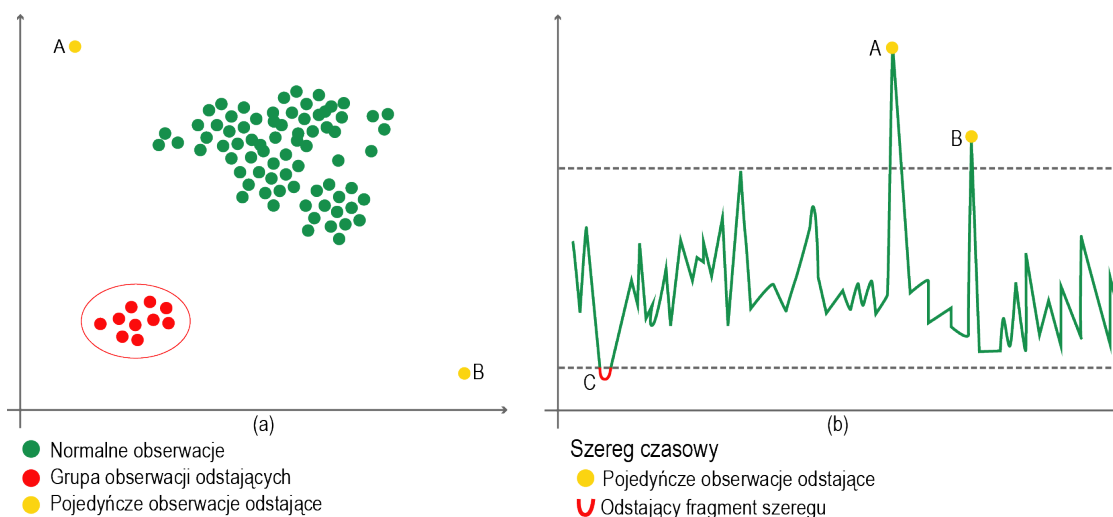 A
B
(a)
Normalne obserwacje
Grupa obserwacji odstających
Pojedyńcze obserwacje odstające
A
B
C
(b)
Szereg czasowy
Pojedyńcze obserwacje odstające
Odstający fragment szeregu